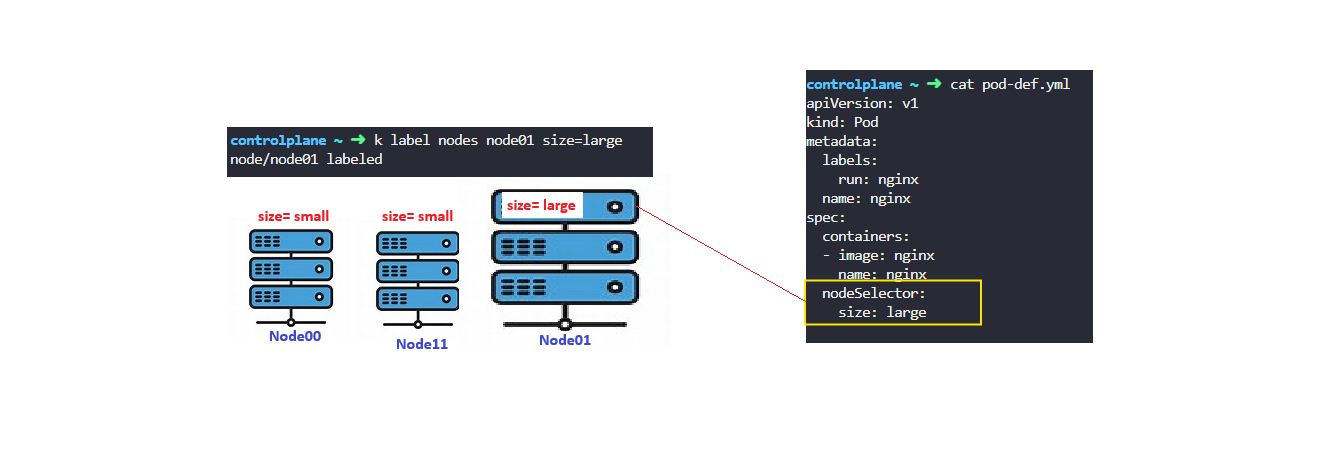 controlplane ~ ➜ k label nodes node01 size=large
node/node01 labeled
size= small
size= small
size= large
Node00
Node11
Node01
controlplane ~ ➜ cat pod-def.yml
apiVersion: v1
kind: Pod
metadata:
  labels:
    run: nginx
  name: nginx
spec:
  containers:
  - image: nginx
    name: nginx
  nodeSelector:
    size: large